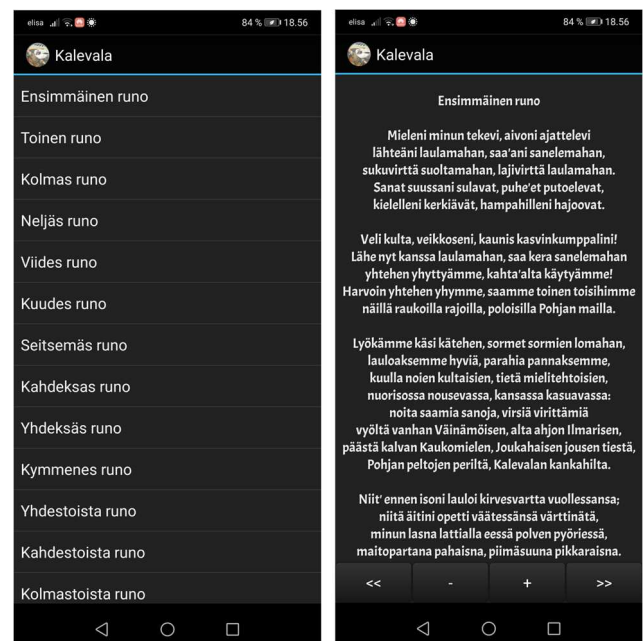 elisa 84 % 18.56
Kalevala
Ensimmäinen runo
Toinen runo
Kolmas runo
Neljäs runo
Viides runo
Kuudes runo
Seitsemäs runo
Kahdeksas runo
Yhdeksäs runo
Kymmenes runo
Yhdestoista runo
Kahdestoista runo
Kolmastoista runo
elisa 84 % 18.56
Kalevala
Ensimmäinen runo
Mieleni minun tekevi, aivoni ajattelevi
lähteäni laulamahan, saa'ani sanelemahan,
sukuvirttä suoltamahan, lajivirttä laulamahan.
Sanat suussani sulavat, puhe'et putoelevat,
kielelleni kerkiävät, hampahilleni hajoovat.
Veli kulta, veikkoseni, kaunis kasvinkumppalini!
Lähe nyt kanssa laulamahan, saa kera sanelemahan
yhtehen yhyttyämme, kahta'alta käytyämme!
Harvoin yhtehen yhymme, saamme toinen toisihimme
näillä raukoilla rajoilla, poloisilla Pohjan mailla.
Lyökämme käsi kätehen, sormet sormien lomahan,
lauloaksemme hyviä, parahia pannaksemme,
kuulla noien kultaisien, tietä mielitehtoisien,
nuorisossa nousevassa, kansassa kasuavassa:
noita saamia sanoja, virsiä virittämiä
vyöltä vanhan Väinämöisen, alta ahjon Ilmarisen,
päästä kalvan Kaukomielen, Joukahaisen jousen tiestä,
Pohjan peltojen periltä, Kalevalan kankahilta.
Niit' ennen isoni lauloi kirvesvartta vuollessansa;
niitä äitini opetti väätessänsä värttinätä,
minun lasna lattialla eessä polven pyöriessä,
maitopartana pahaisna, piimäsuuna pikkaraisna.
<< - + >>